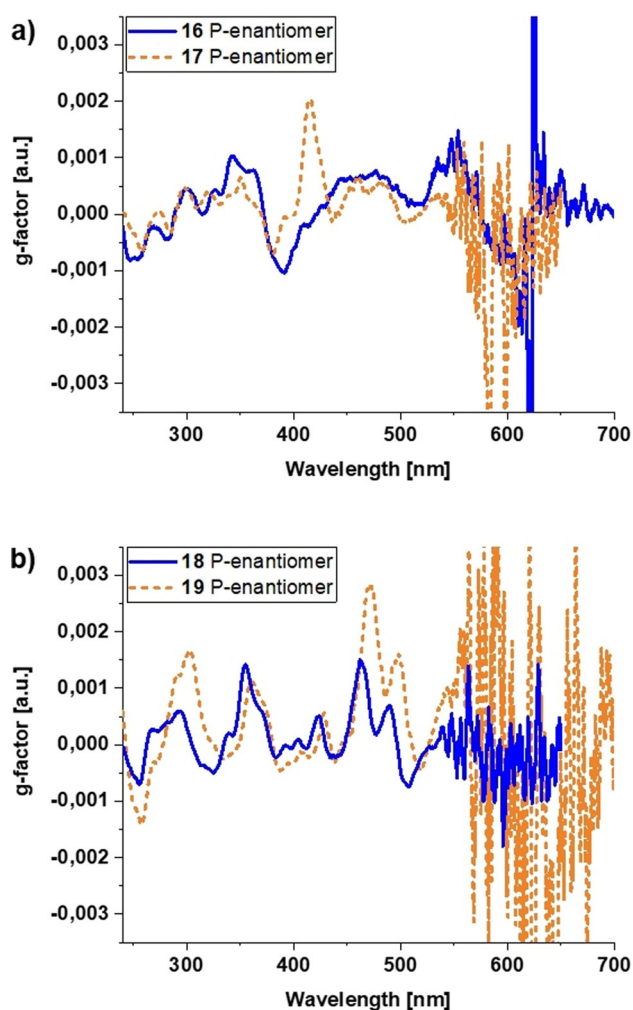 a)
16 P-enantiomer
17 P-enantiomer
0,003
0,002
0,001
0,000
-0,001
-0,002
-0,003
g-factor [a.u.]
300 400 500 600 700
Wavelength [nm]
b)
18 P-enantiomer
19 P-enantiomer
0,003
0,002
0,001
0,000
-0,001
-0,002
-0,003
g-factor [a.u.]
300 400 500 600 700
Wavelength [nm]